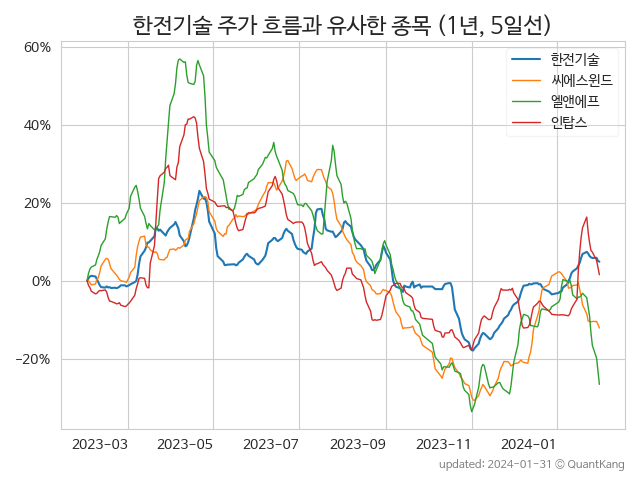 한전기술 주가 흐름과 유사한 종목 (1년, 5일선)
한전기술
씨에스윈드
엘앤에프
인탑스
60%
40%
20%
0%
−20%
2023-03 2023-05 2023-07 2023-09 2023-11 2024-01
updated: 2024-01-31 © QuantKang